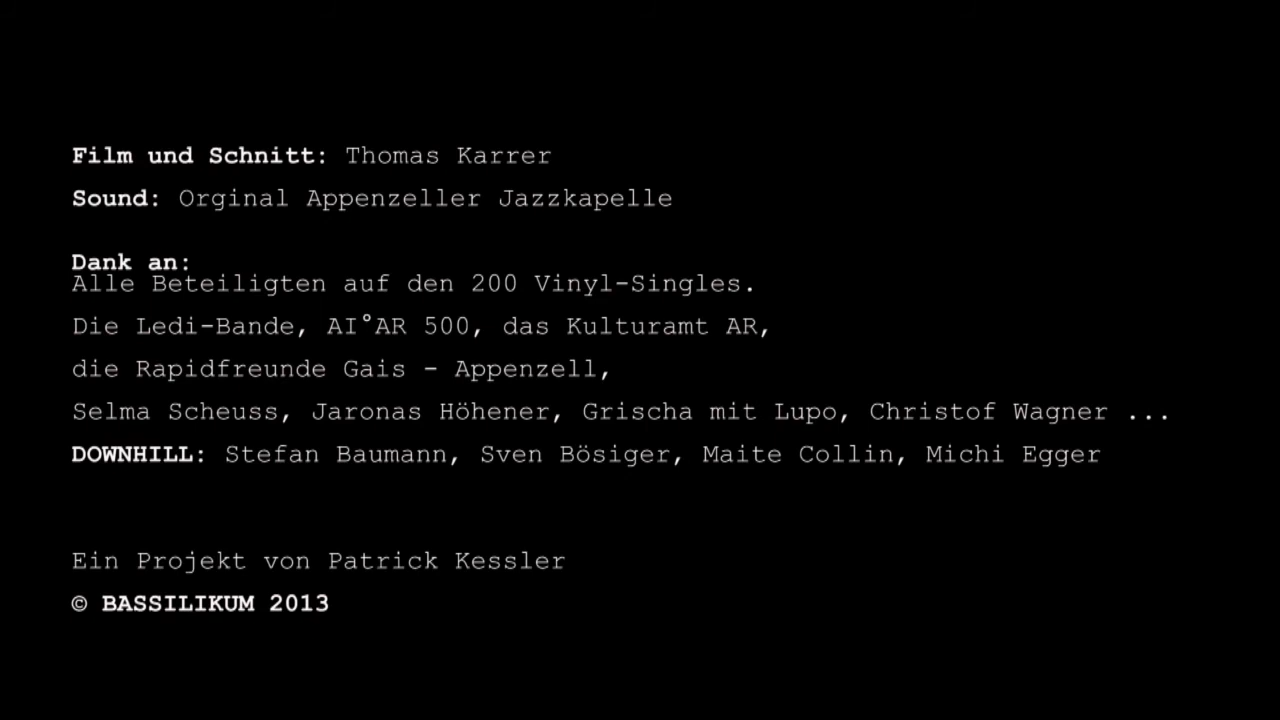 Film und Schnitt: Thomas Karrer
Sound: Orginal Appenzeller Jazzkapelle
Dank an:
Alle Beteiligten auf den 200 Vinyl-Singles.
Die Ledi-Bande, AI°AR 500, das Kulturamt AR,
die Rapidfreunde Gais - Appenzell,
Selma Scheuss, Jaronas Höhener, Grischa mit Lupo, Christof Wagner ...
DOWNHILL: Stefan Baumann, Sven Bösiger, Maite Collin, Michi Egger
Ein Projekt von Patrick Kessler
© BASSILIKUM 2013